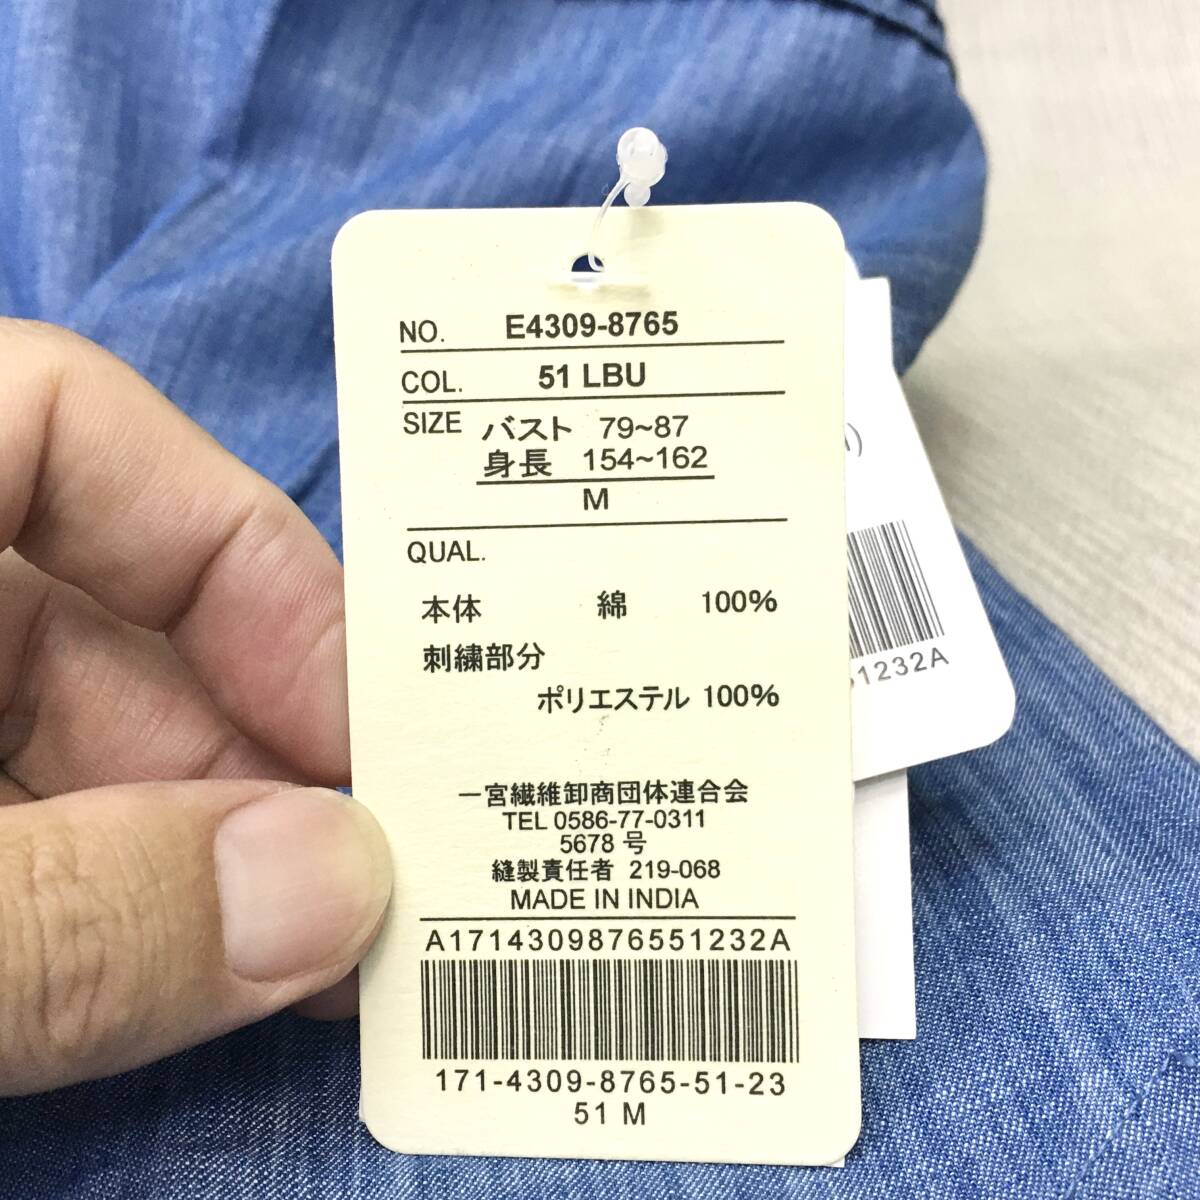 NO. E4309-8765
COL. 51 LBU
SIZE バスト 79~87
身長 154~162
M
QUAL.
本体 綿 100%
刺繍部分
ポリエステル 100%
一宮繊維卸商団体連合会
TEL 0586-77-0311
5678 号
縫製責任者 219-068
MADE IN INDIA
A1714309876551232A
171-4309-8765-51-23
51 M
1232A